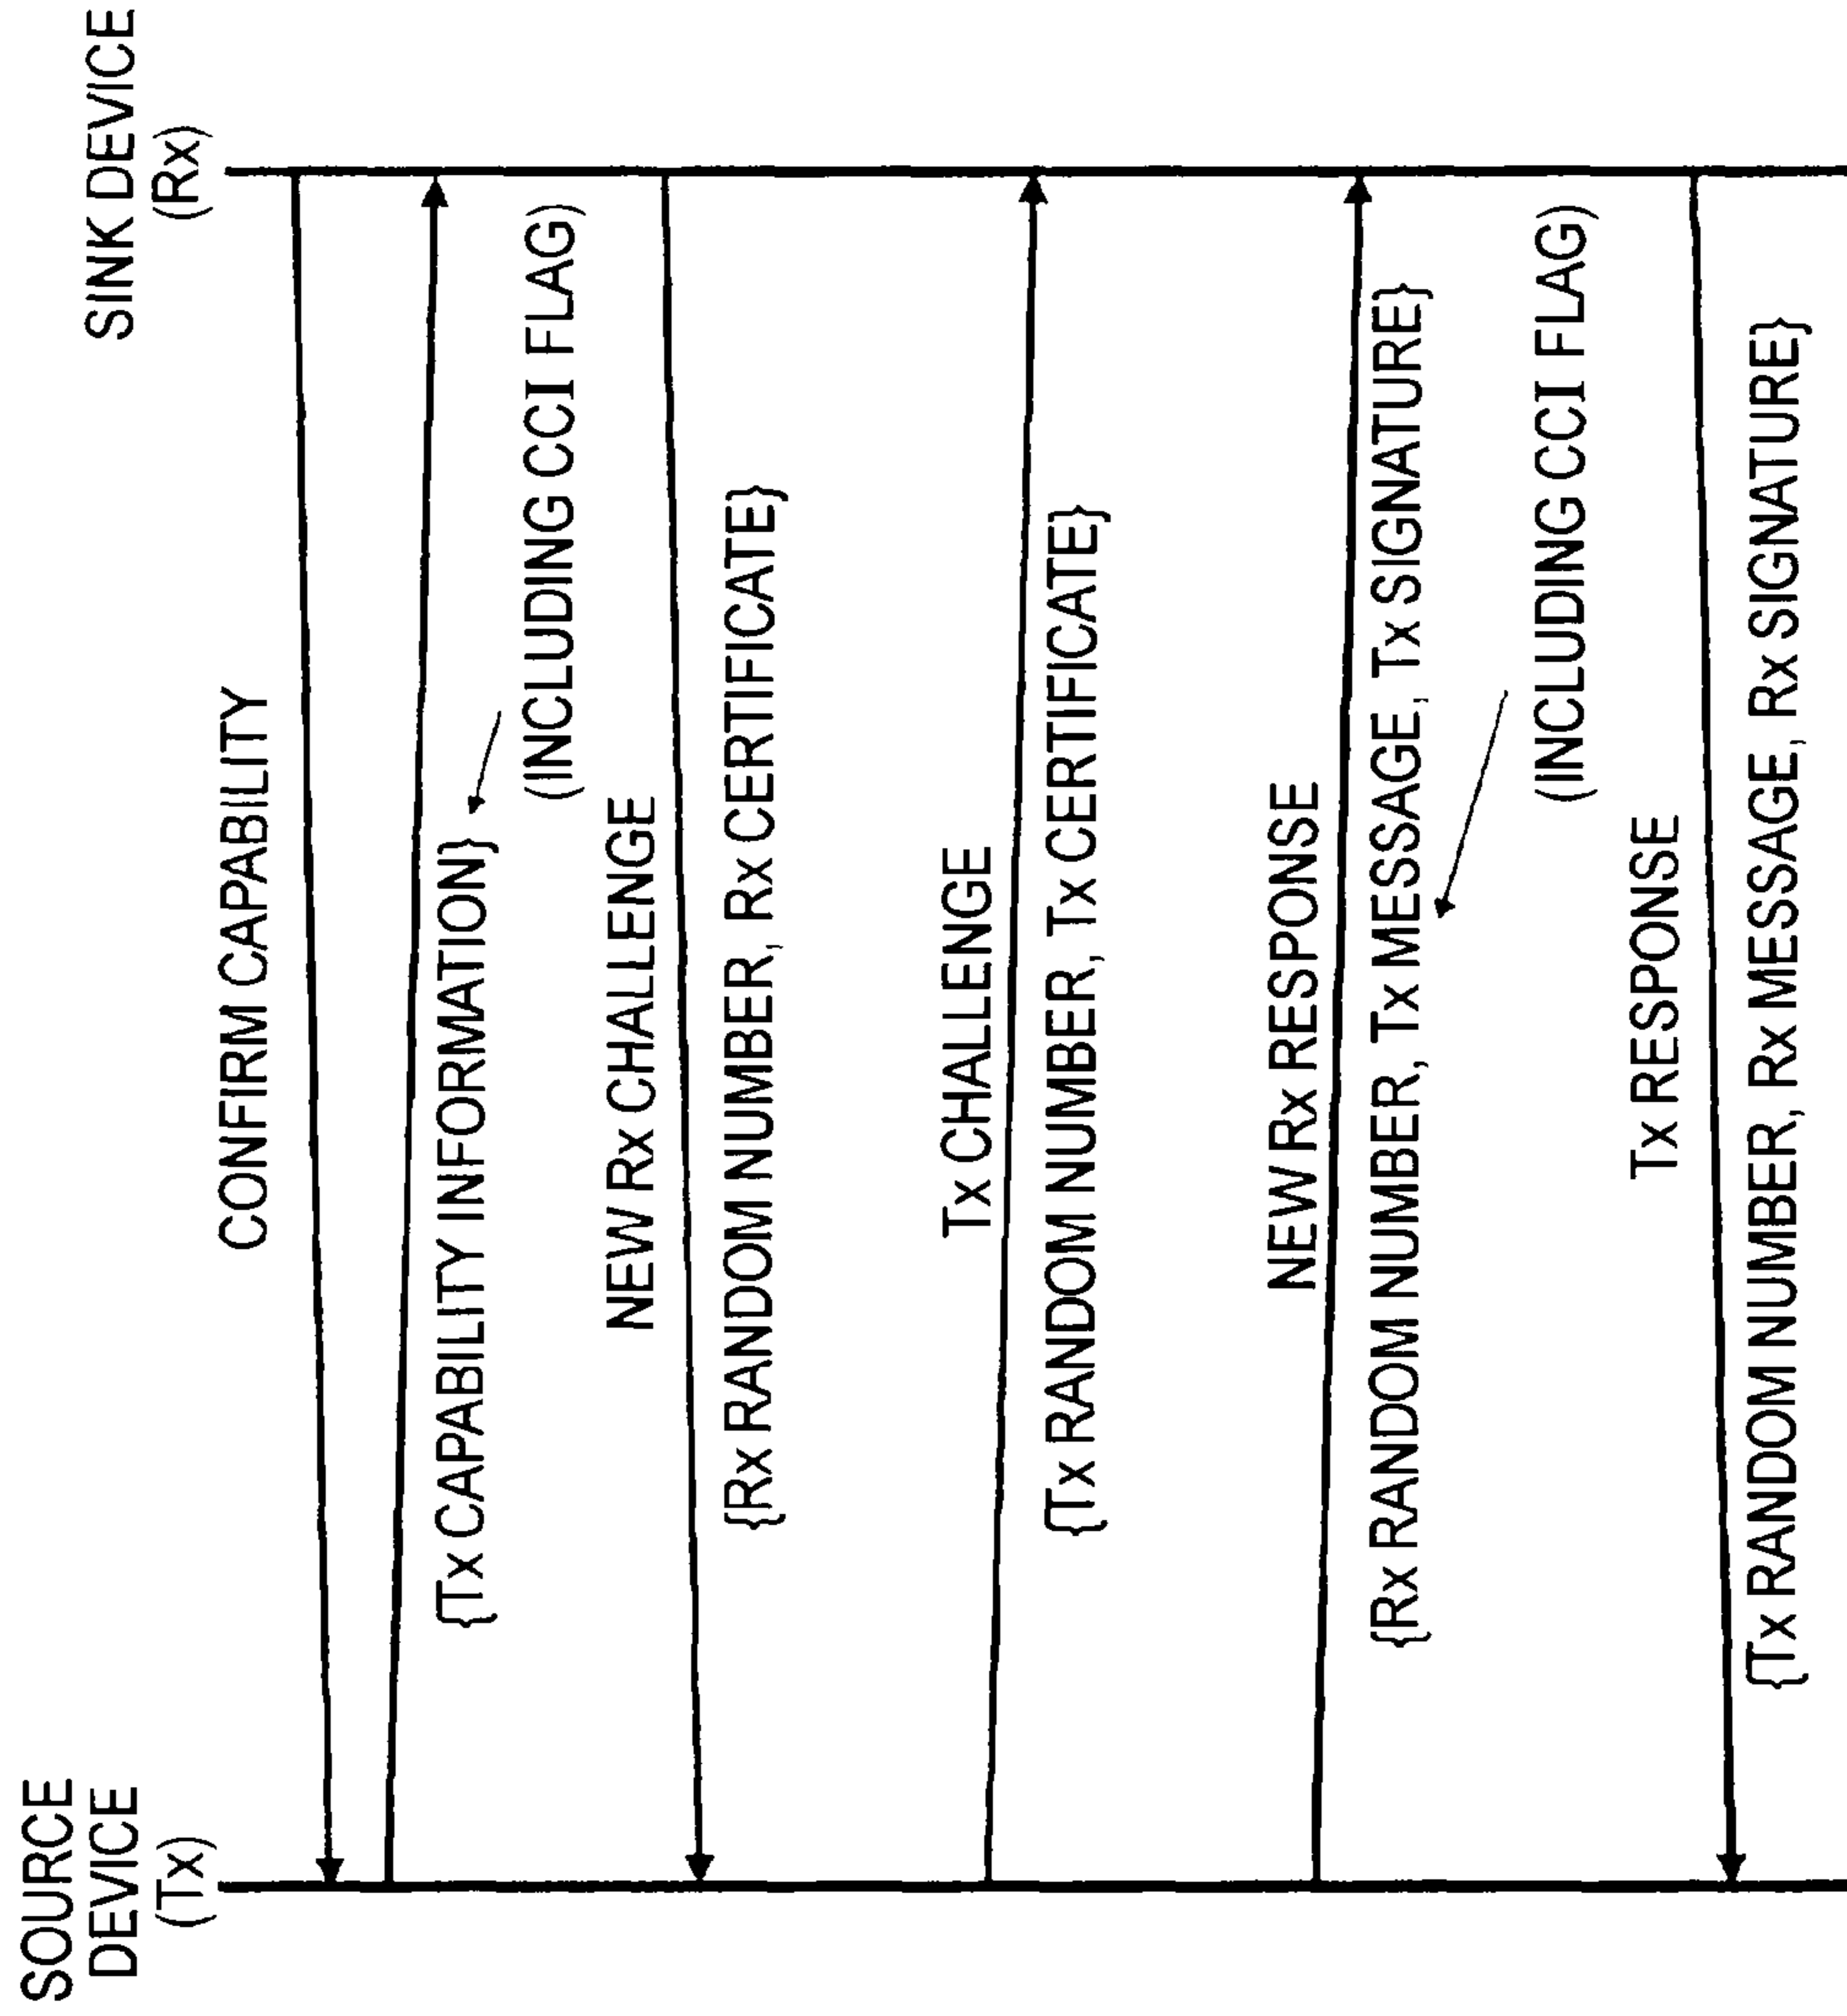 SOURCE
DEVICE
(Tx)
SINK DEVICE
(Rx)
CONFIRM CAPABILITY
{Tx CAPABILITY INFORMATION}
(INCLUDING CCI FLAG)
NEW Rx CHALLENGE
{Rx RANDOM NUMBER, Rx CERTIFICATE}
Tx CHALLENGE
{Tx RANDOM NUMBER, Tx CERTIFICATE}
NEW Rx RESPONSE
{Rx RANDOM NUMBER, Tx MESSAGE, Tx SIGNATURE}
(INCLUDING CCI FLAG)
Tx RESPONSE
{Tx RANDOM NUMBER, Rx MESSAGE, Rx SIGNATURE}